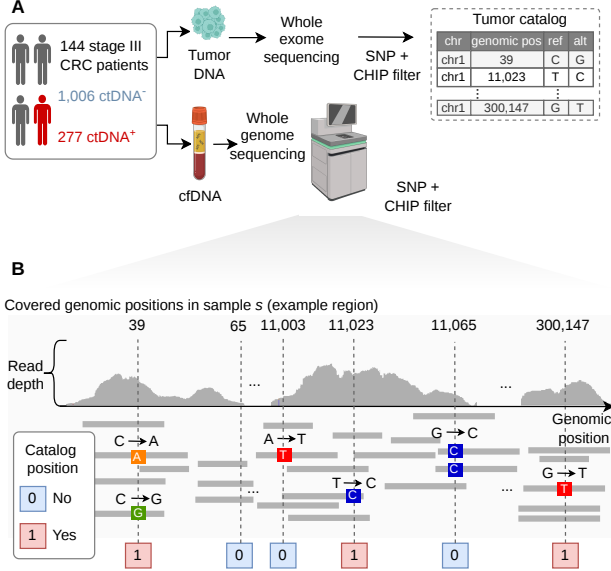 A
144 stage III
CRC patients
1,006 ctDNA-
277 ctDNA+
Tumor
DNA
Whole
exome
sequencing
SNP +
CHIP filter
Tumor catalog
chr genomic pos ref alt
chr1 39 C G
chr1 11,023 T C
chr1 300,147 G T
cfDNA
Whole
genome
sequencing
SNP +
CHIP filter
B
Covered genomic positions in sample s (example region)
39 65 11,003 11,023 11,065 300,147
Read
depth
... ...
Genomic
position
C → A
A
C → G
G
A → T
T
T → C
C
G → C
C
C
G → T
T
... ...
Catalog
position
0 No
1 Yes
1 0 0 1 0 1